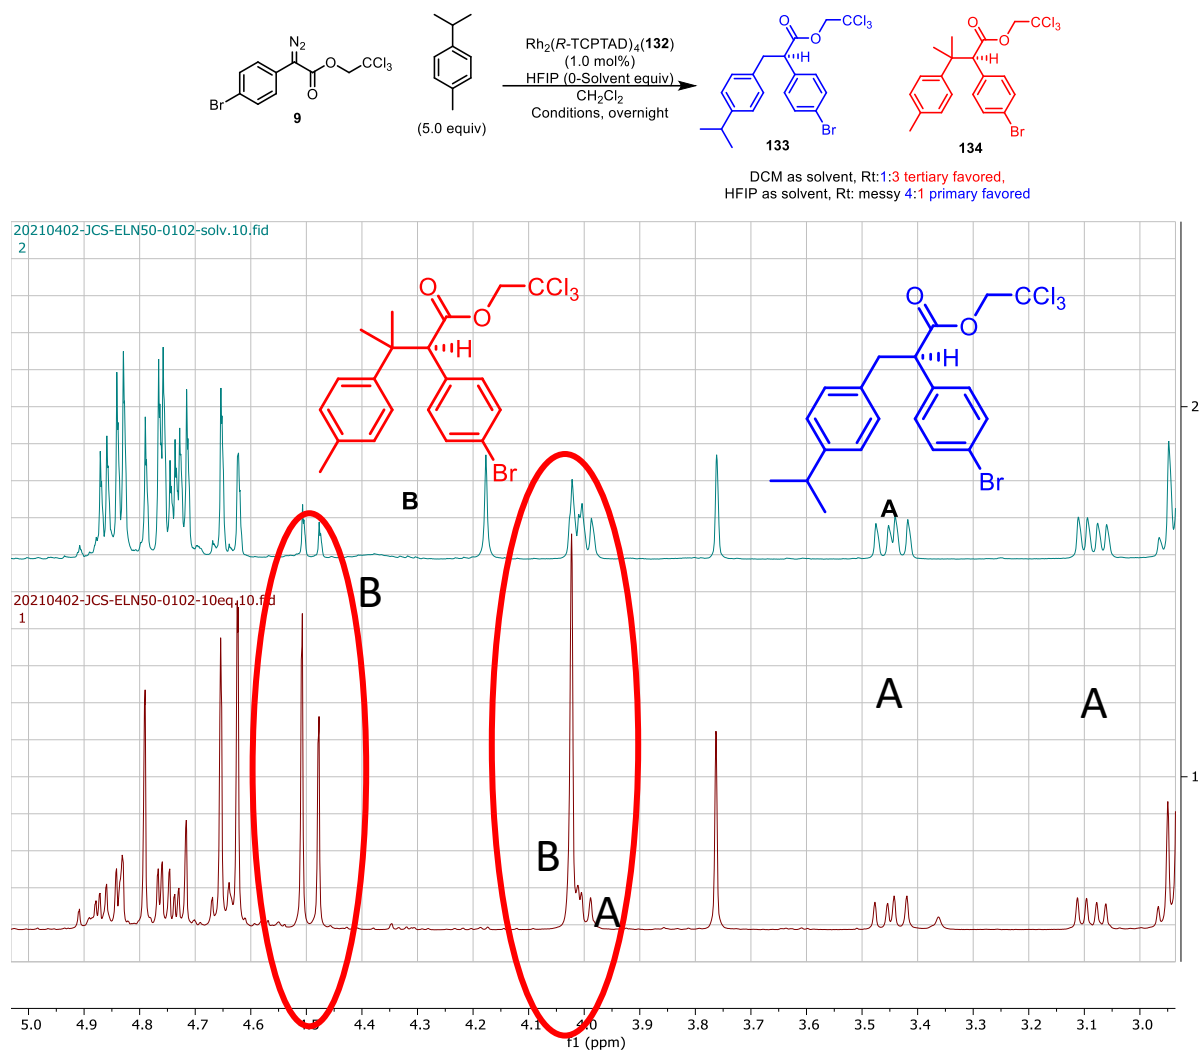 N2
O
CCl3
O
Br
9
(5.0 equiv)
Rh2(R-TCPTAD)4(132)
(1.0 mol%)
HFIP (0-Solvent equiv)
CH2Cl2
Conditions, overnight
O
CCl3
O
H
Br
133
O
CCl3
O
H
Br
134
DCM as solvent, Rt:1:3 tertiary favored,
HFIP as solvent, Rt: messy 4:1 primary favored
20210402-JCS-ELN50-0102-solv.10.fid
2
O
CCl3
O
H
Br
B
O
CCl3
O
H
Br
A
2
B
20210402-JCS-ELN50-0102-10eq.10.fid
1
A
A
1
B
A
5.0 4.9 4.8 4.7 4.6 4.5 4.4 4.3 4.2 4.1 4.0 3.9 3.8 3.7 3.6 3.5 3.4 3.3 3.2 3.1 3.0
f1 (ppm)